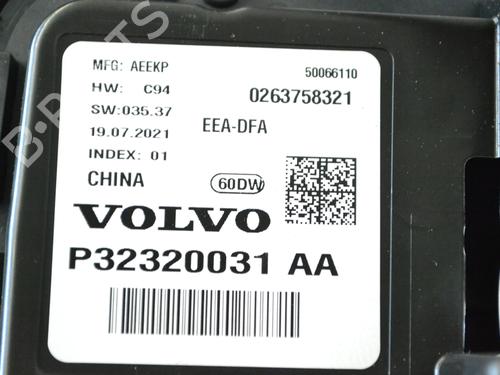 MFG: AEEKP
50066110
HW: C94
0263758321
SW:035.37
EEA-DFA
19.07.2021
INDEX: 01
CHINA
60DW
VOLVO
P32320031 AA
B-PARTS